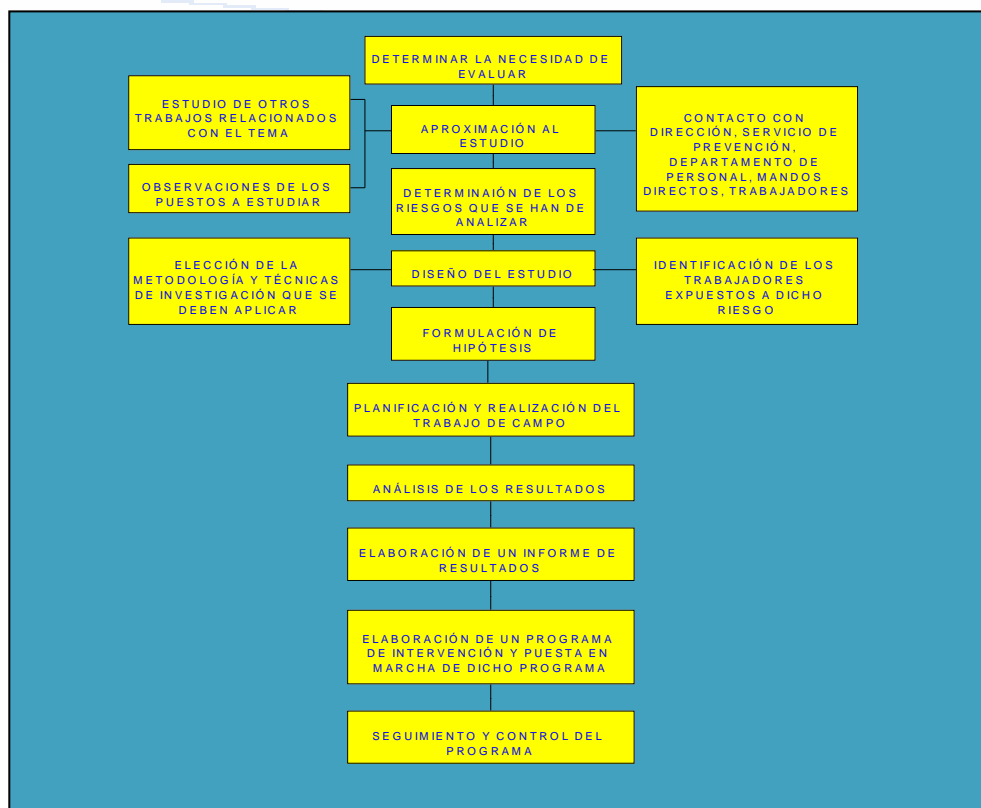 DETERMINAR LA NECESIDAD DE
EVALUAR
ESTUDIO DE OTROS
TRABAJOS RELACIONADOS
CON EL TEMA
APROXIMACIÓN AL
ESTUDIO
CONTACTO CON
DIRECCIÓN, SERVICIO DE
PREVENCIÓN,
DEPARTAMENTO DE
PERSONAL, MANDOS
DIRECTOS, TRABAJADORES
OBSERVACIONES DE LOS
PUESTOS A ESTUDIAR
DETERMINAIÓN DE LOS
RIESGOS QUE SE HAN DE
ANALIZAR
ELECCIÓN DE LA
METODOLOGÍA Y TÉCNICAS
DE INVESTIGACIÓN QUE SE
DEBEN APLICAR
DISEÑO DEL ESTUDIO
IDENTIFICACIÓN DE LOS
TRABAJADORES
EXPUESTOS A DICHO
RIESGO
FORMULACIÓN DE
HIPÓTESIS
PLANIFICACIÓN Y REALIZACIÓN DEL
TRABAJO DE CAMPO
ANÁLISIS DE LOS RESULTADOS
ELABORACIÓN DE UN INFORME DE
RESULTADOS
ELABORACIÓN DE UN PROGRAMA
DE INTERVENCIÓN Y PUESTA EN
MARCHA DE DICHO PROGRAMA
SEGUIMIENTO Y CONTROL DEL
PROGRAMA